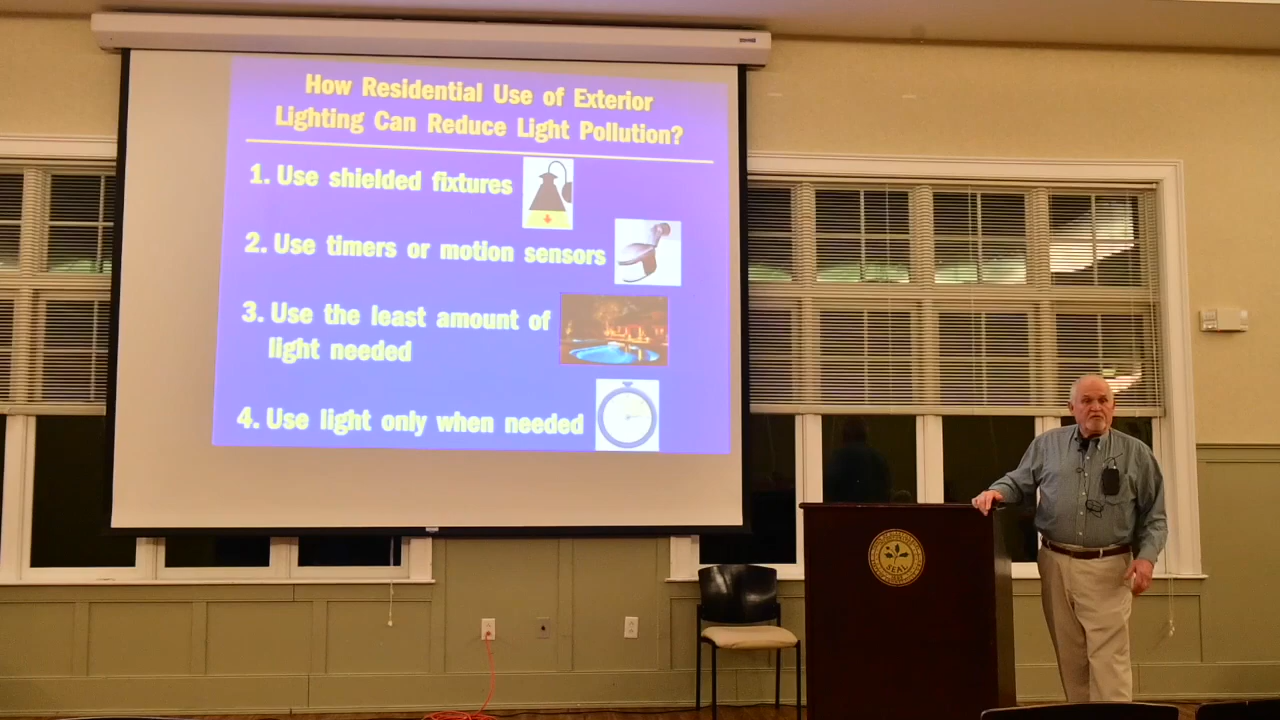 How Residential Use of Exterior
Lighting Can Reduce Light Pollution?
1. Use shielded fixtures
2. Use timers or motion sensors
3. Use the least amount of
light needed
4. Use light only when needed
SEAL